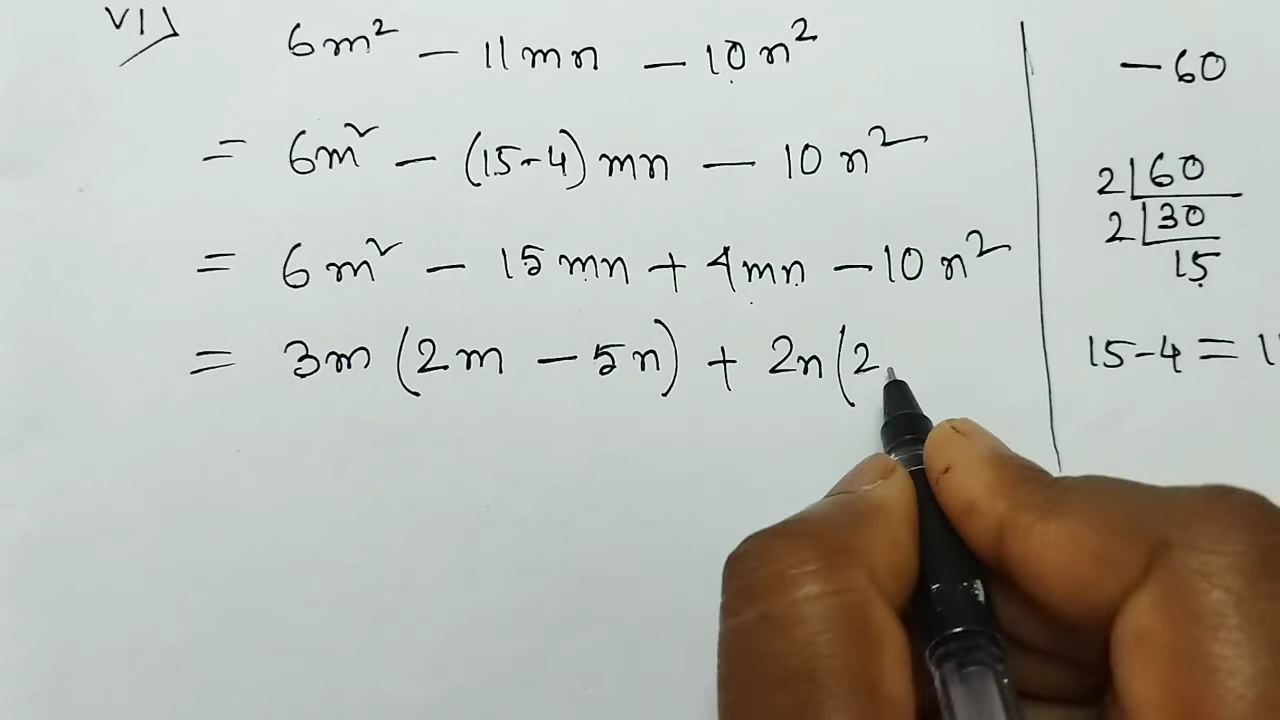 vi) 6m² - 11mn - 10n²
= 6m² - (15-4)mn - 10n²
= 6m² - 15mn + 4mn - 10n²
= 3m (2m - 5n) + 2n (2
- 60
2|60
2|30
15
15-4=1